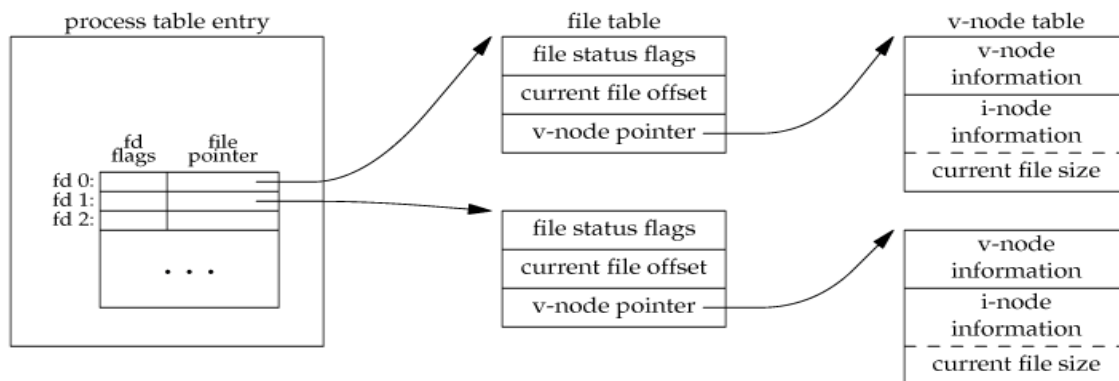 process table entry
fd
flags
file
pointer
fd 0:
fd 1:
fd 2:
. . .
file table
file status flags
current file offset
v-node pointer
file status flags
current file offset
v-node pointer
v-node table
v-node
information
i-node
information
current file size
v-node
information
i-node
information
current file size